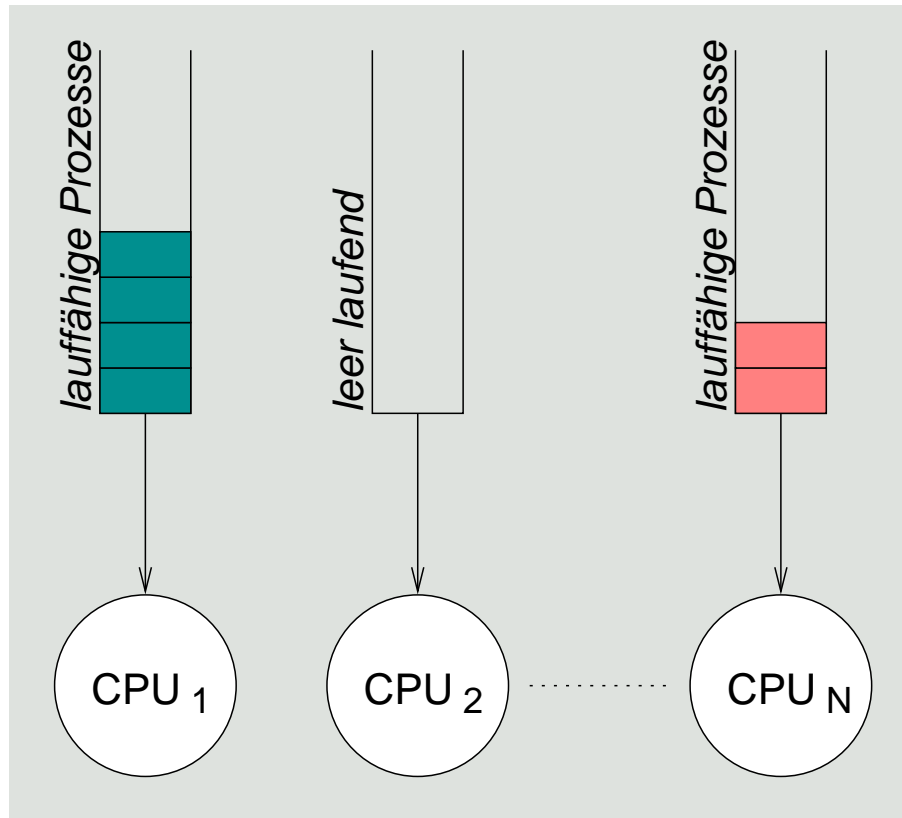 lauffähige Prozesse
leer laufend
lauffähige Prozesse
CPU 1
CPU 2
CPU N